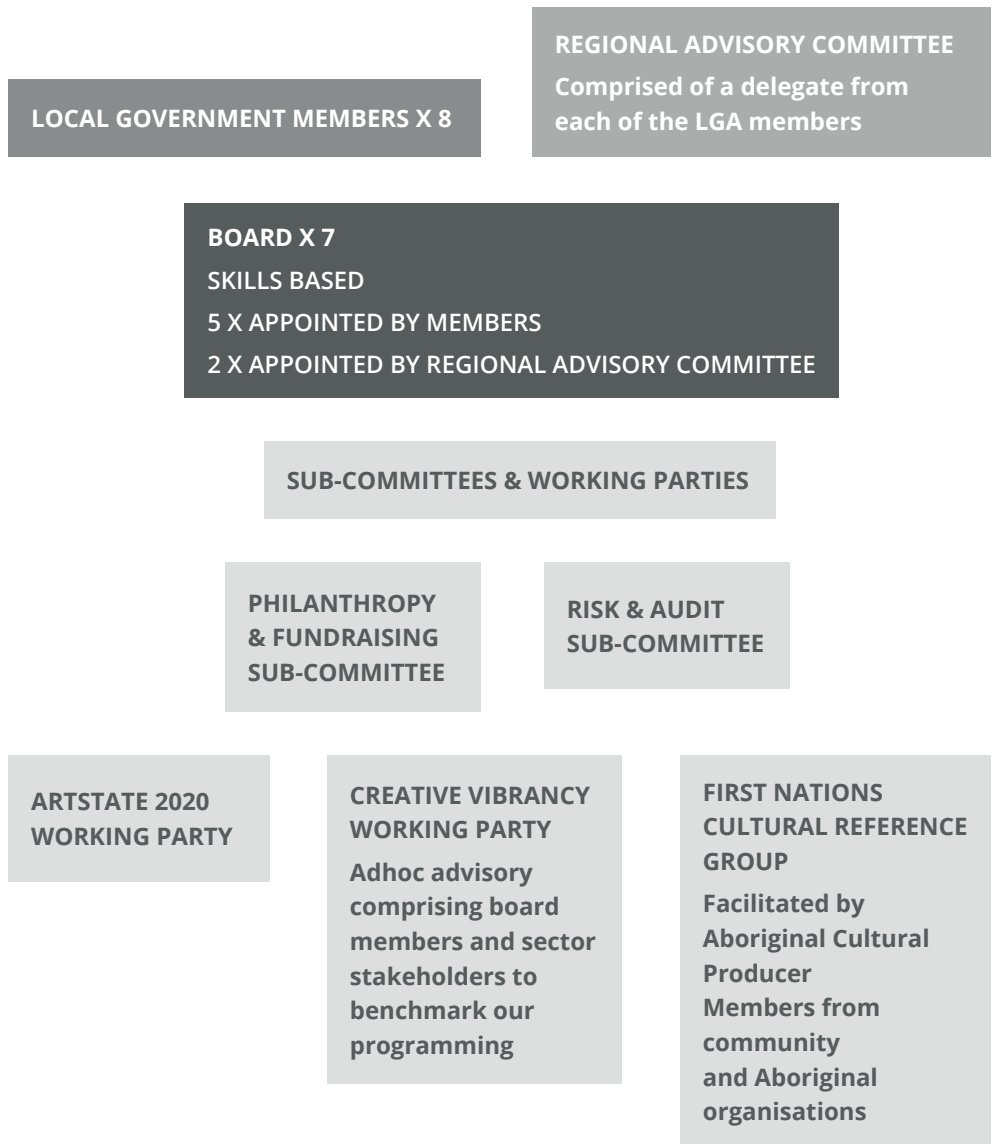 LOCAL GOVERNMENT MEMBERS X 8
REGIONAL ADVISORY COMMITTEE
Comprised of a delegate from
each of the LGA members
BOARD X 7
SKILLS BASED
5 X APPOINTED BY MEMBERS
2 X APPOINTED BY REGIONAL ADVISORY COMMITTEE
SUB-COMMITTEES & WORKING PARTIES
PHILANTHROPY
& FUNDRAISING
SUB-COMMITTEE
RISK & AUDIT
SUB-COMMITTEE
ARTSTATE 2020
WORKING PARTY
CREATIVE VIBRANCY
WORKING PARTY
Adhoc advisory
comprising board
members and sector
stakeholders to
benchmark our
programming
FIRST NATIONS
CULTURAL REFERENCE
GROUP
Facilitated by
Aboriginal Cultural
Producer
Members from
community
and Aboriginal
organisations